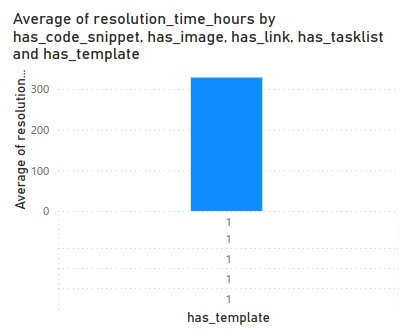 Average of resolution_time_hours by
has_code_snippet, has_image, has_link, has_tasklist
and has_template
Average of resolution...
300
200
100
0
1
1
1
1
1
has_template